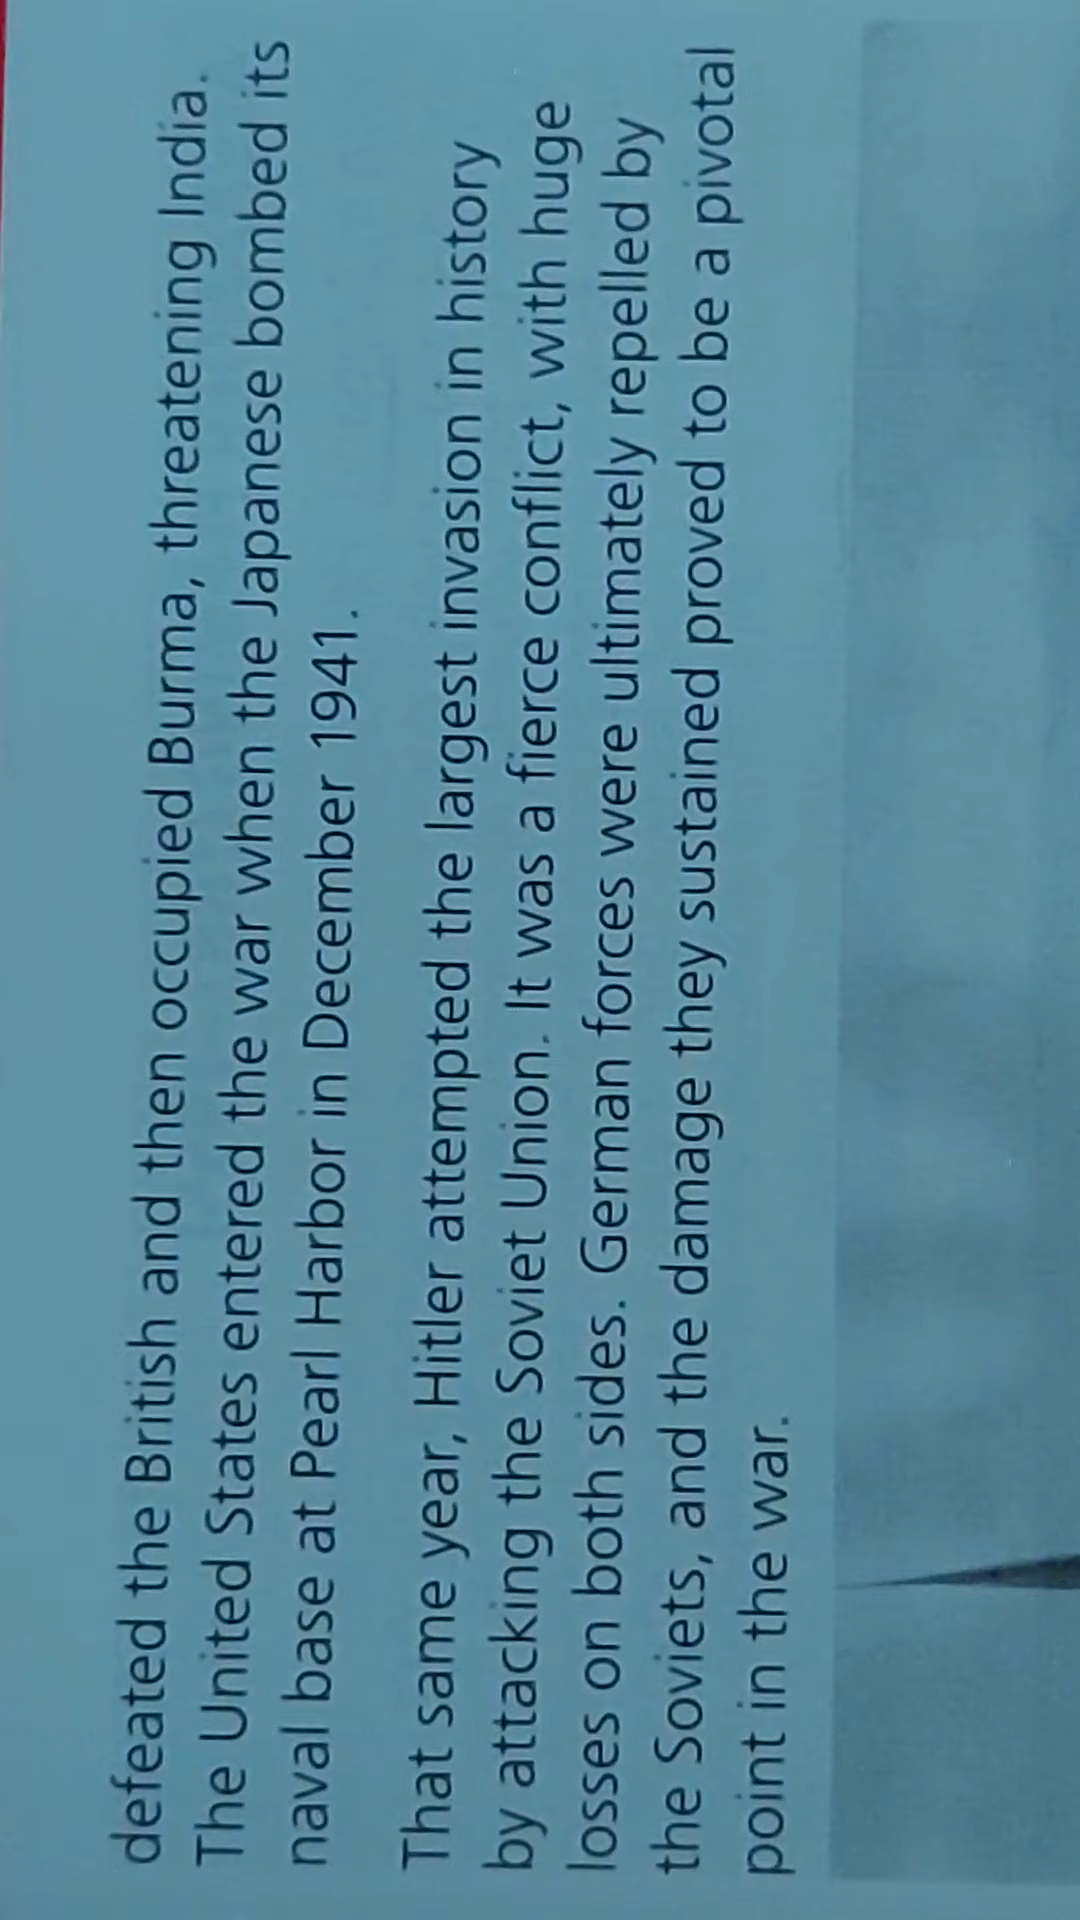 defeated the British and then occupied Burma, threatening India.
The United States entered the war when the Japanese bombed its
naval base at Pearl Harbor in December 1941.
That same year, Hitler attempted the largest invasion in history
by attacking the Soviet Union. It was a fierce conflict, with huge
losses on both sides. German forces were ultimately repelled by
the Soviets, and the damage they sustained proved to be a pivotal
point in the war.